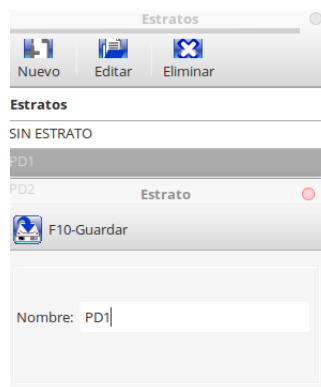 Estratos
Nuevo Editar Eliminar
Estratos
SIN ESTRATO
PD1
PD2
Estrato
F10-Guardar
Nombre: PD1